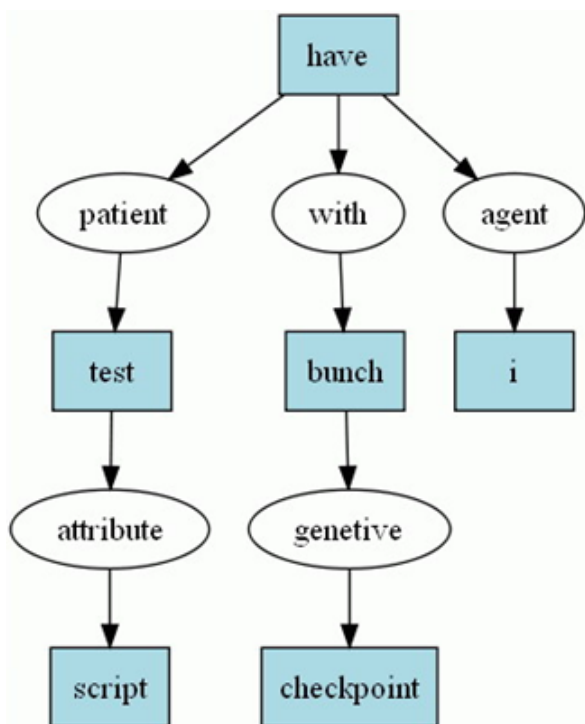 have
patient with agent
test bunch i
attribute genetive
script checkpoint